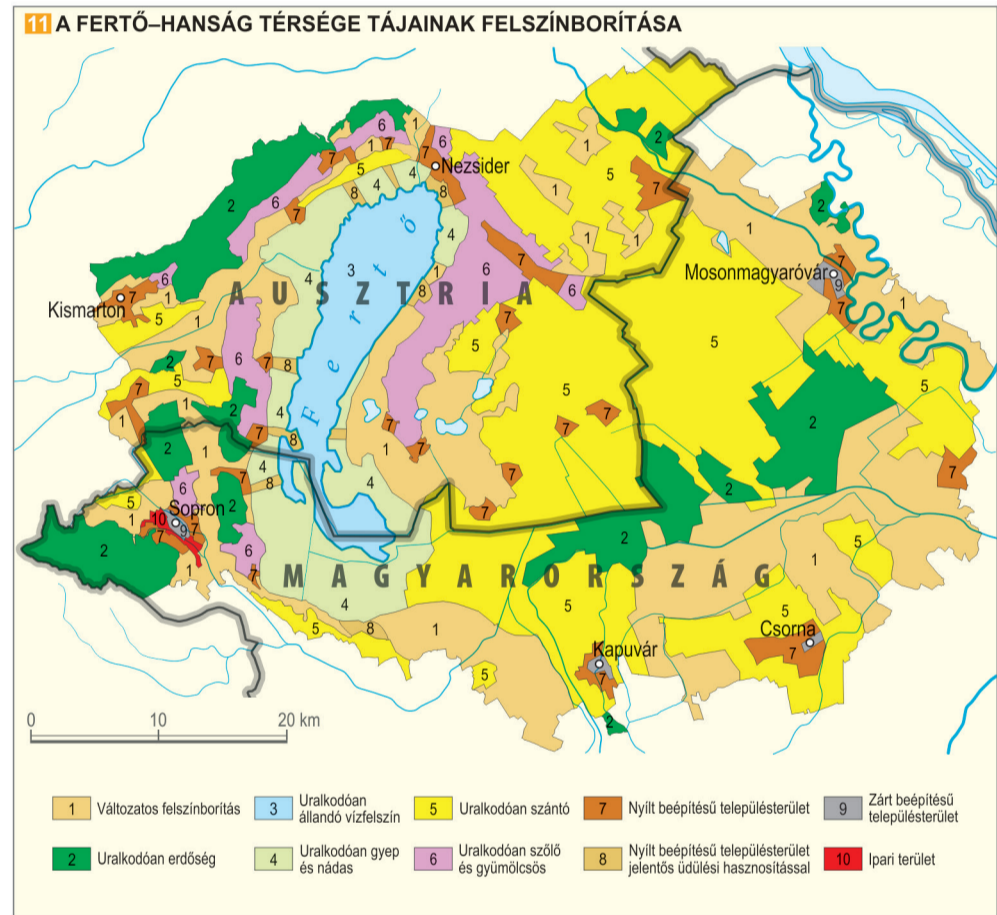 11 A FERTŐ–HANSÁG TÉRSÉGE TÁJAINAK FELSZÍNBORÍTÁSA
Nezsider
Mosonmagyaróvár
Kismarton
AUSZTRIA
Fertő
Sopron
MAGYARORSZÁG
Kapuvár
Csorna
0 10 20 km
1 Változatos felszínborítás
2 Uralkodóan erdőség
3 Uralkodóan
állandó vízfelszín
4 Uralkodóan gyep
és nádas
5 Uralkodóan szántó
6 Uralkodóan szőlő
és gyümölcsös
7 Nyílt beépítésű településterület
8 Nyílt beépítésű településterület
jelentős üdülési hasznosítással
9 Zárt beépítésű
településterület
10 Ipari terület